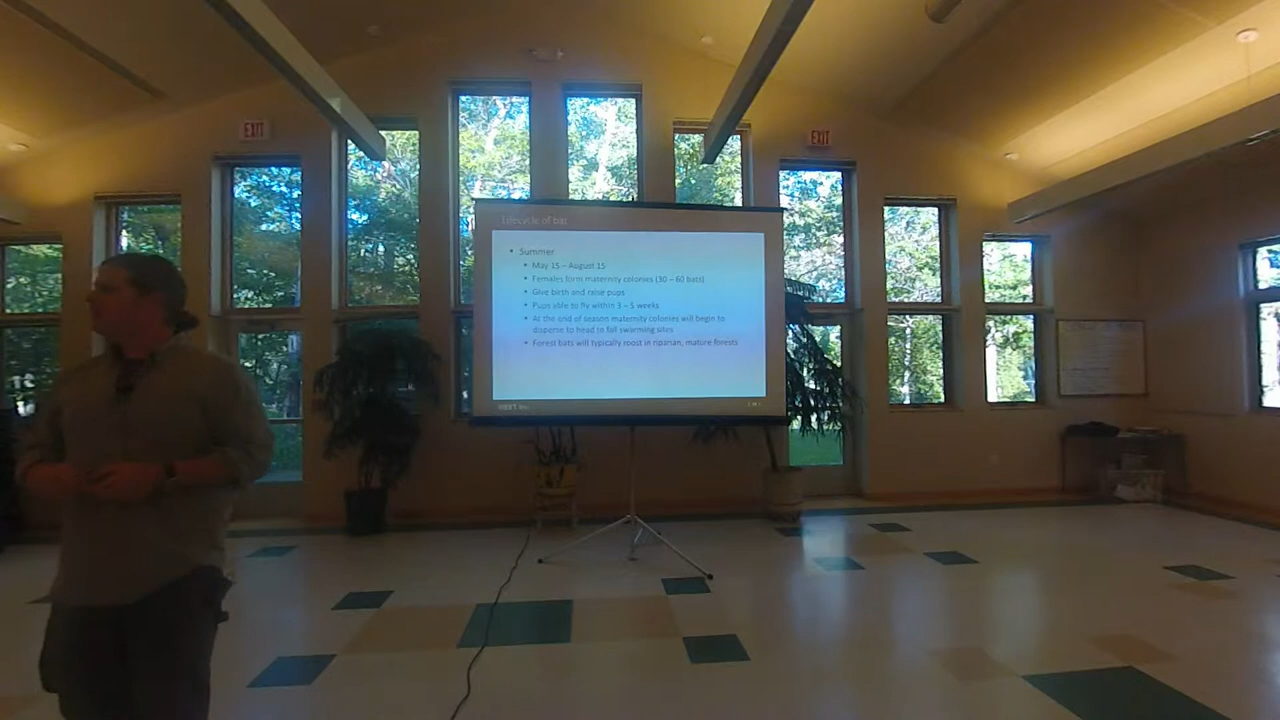 EXIT
EXIT
Lifecycle of bat
• Summer
• May 15 – August 15
• Females form maternity colonies (30 – 60 bats)
• Give birth and raise pups
• Pups able to fly within 3 – 5 weeks
• At the end of season maternity colonies will begin to
disperse to head to fall swarming sites
• Forest bats will typically roost in riparian, mature forests